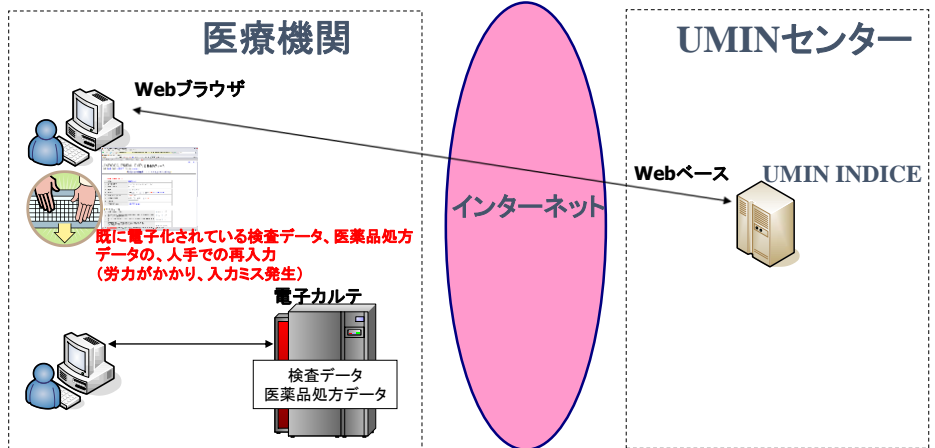 医療機関
UMINセンター
Webブラウザ
Webベース
UMIN INDICE
インターネット
既に電子化されている検査データ、医薬品処方
データの、人手での再入力
(労力がかかり、入力ミス発生)
電子カルテ
検査データ
医薬品処方データ